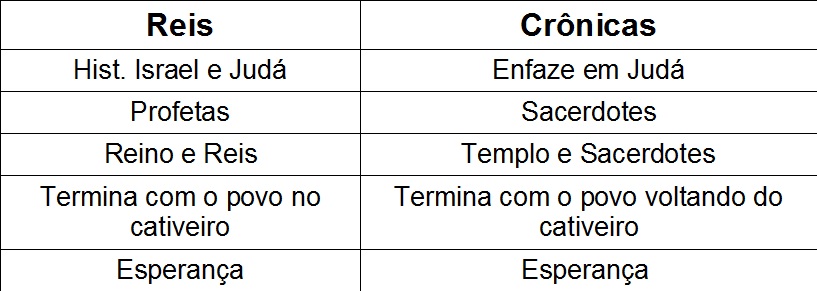 Reis Crônicas
Hist. Israel e Judá Enfaze em Judá
Profetas Sacerdotes
Reino e Reis Templo e Sacerdotes
Termina com o povo no Termina com o povo voltando do
cativeiro cativeiro
Esperança Esperança